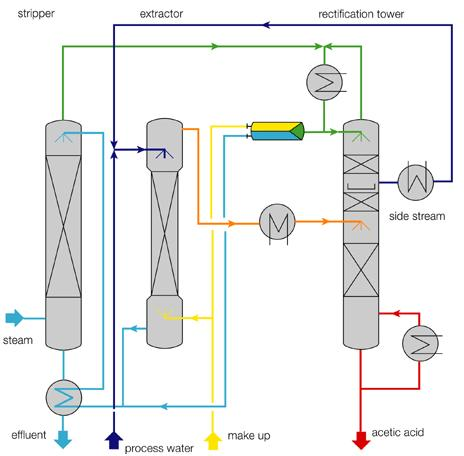 stripper
extractor
rectification tower
side stream
steam
effluent
process water
make up
acetic acid